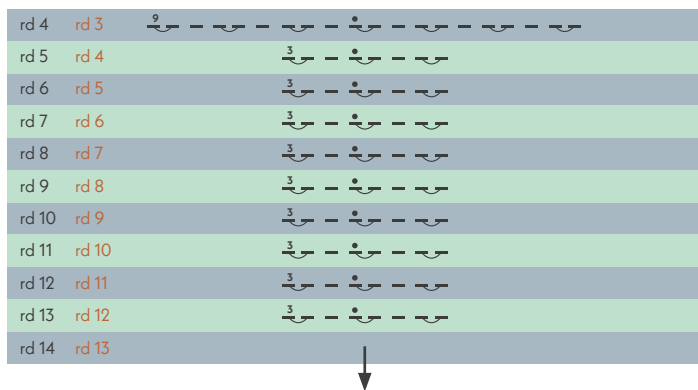 rd 4 rd 3 9
rd 5 rd 4 3
rd 6 rd 5 3
rd 7 rd 6 3
rd 8 rd 7 3
rd 9 rd 8 3
rd 10 rd 9 3
rd 11 rd 10 3
rd 12 rd 11 3
rd 13 rd 12 3
rd 14 rd 13